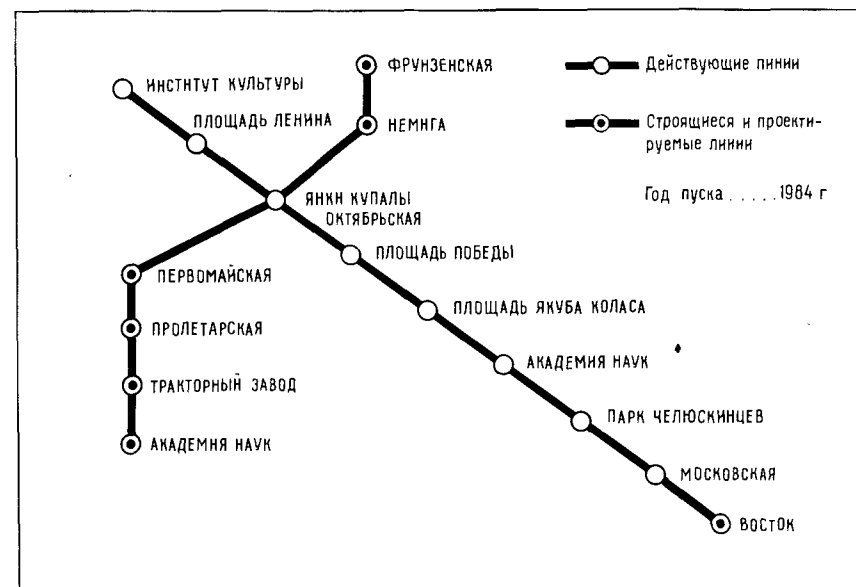 ИНСТИТУТ КУЛЬТУРЫ
ПЛОЩАДЬ ЛЕНИНА
ФРУНЗЕНСКАЯ
НЕМИГА
ЯНКИ КУПАЛЫ
ОКТЯБРЬСКАЯ
ПЛОЩАДЬ ПОБЕДЫ
ПЕРВОМАЙСКАЯ
ПЛОЩАДЬ ЯКУБА КОЛАСА
ПРОЛЕТАРСКАЯ
АКАДЕМИЯ НАУК
ТРАКТОРНЫЙ ЗАВОД
ПАРК ЧЕЛЮСКИНЦЕВ
АКАДЕМИЯ НАУК
МОСКОВСКАЯ
ВОСТОК
Действующие линии
Строящиеся и проекти-
руемые линии
Год пуска.....1984 г